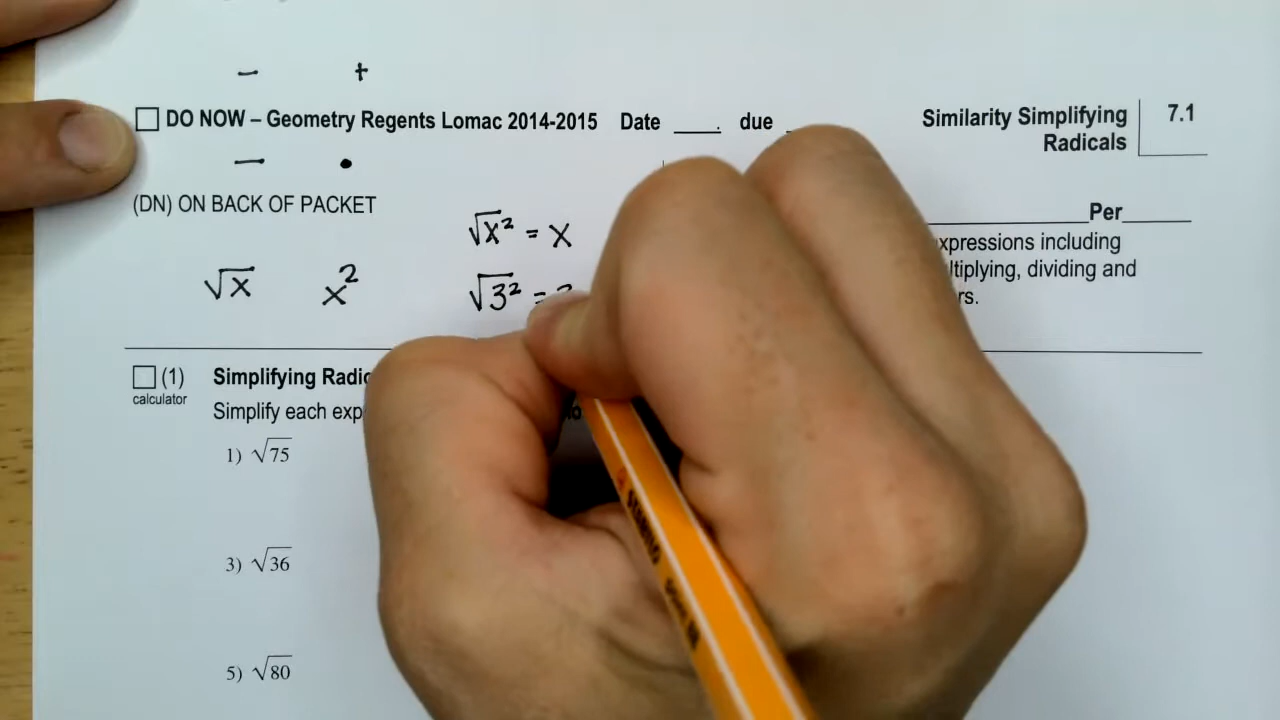 − +
DO NOW – Geometry Regents Lomac 2014-2015 Date ____. due
Similarity Simplifying
Radicals
7.1
− •
(DN) ON BACK OF PACKET
Per
√x² = x
xpressions including
ltiplying, dividing and
√x x²
√3² =
rs.
(1)
calculator
Simplifying Radic
Simplify each exp
1) √75
3) √36
5) √80
STABILO